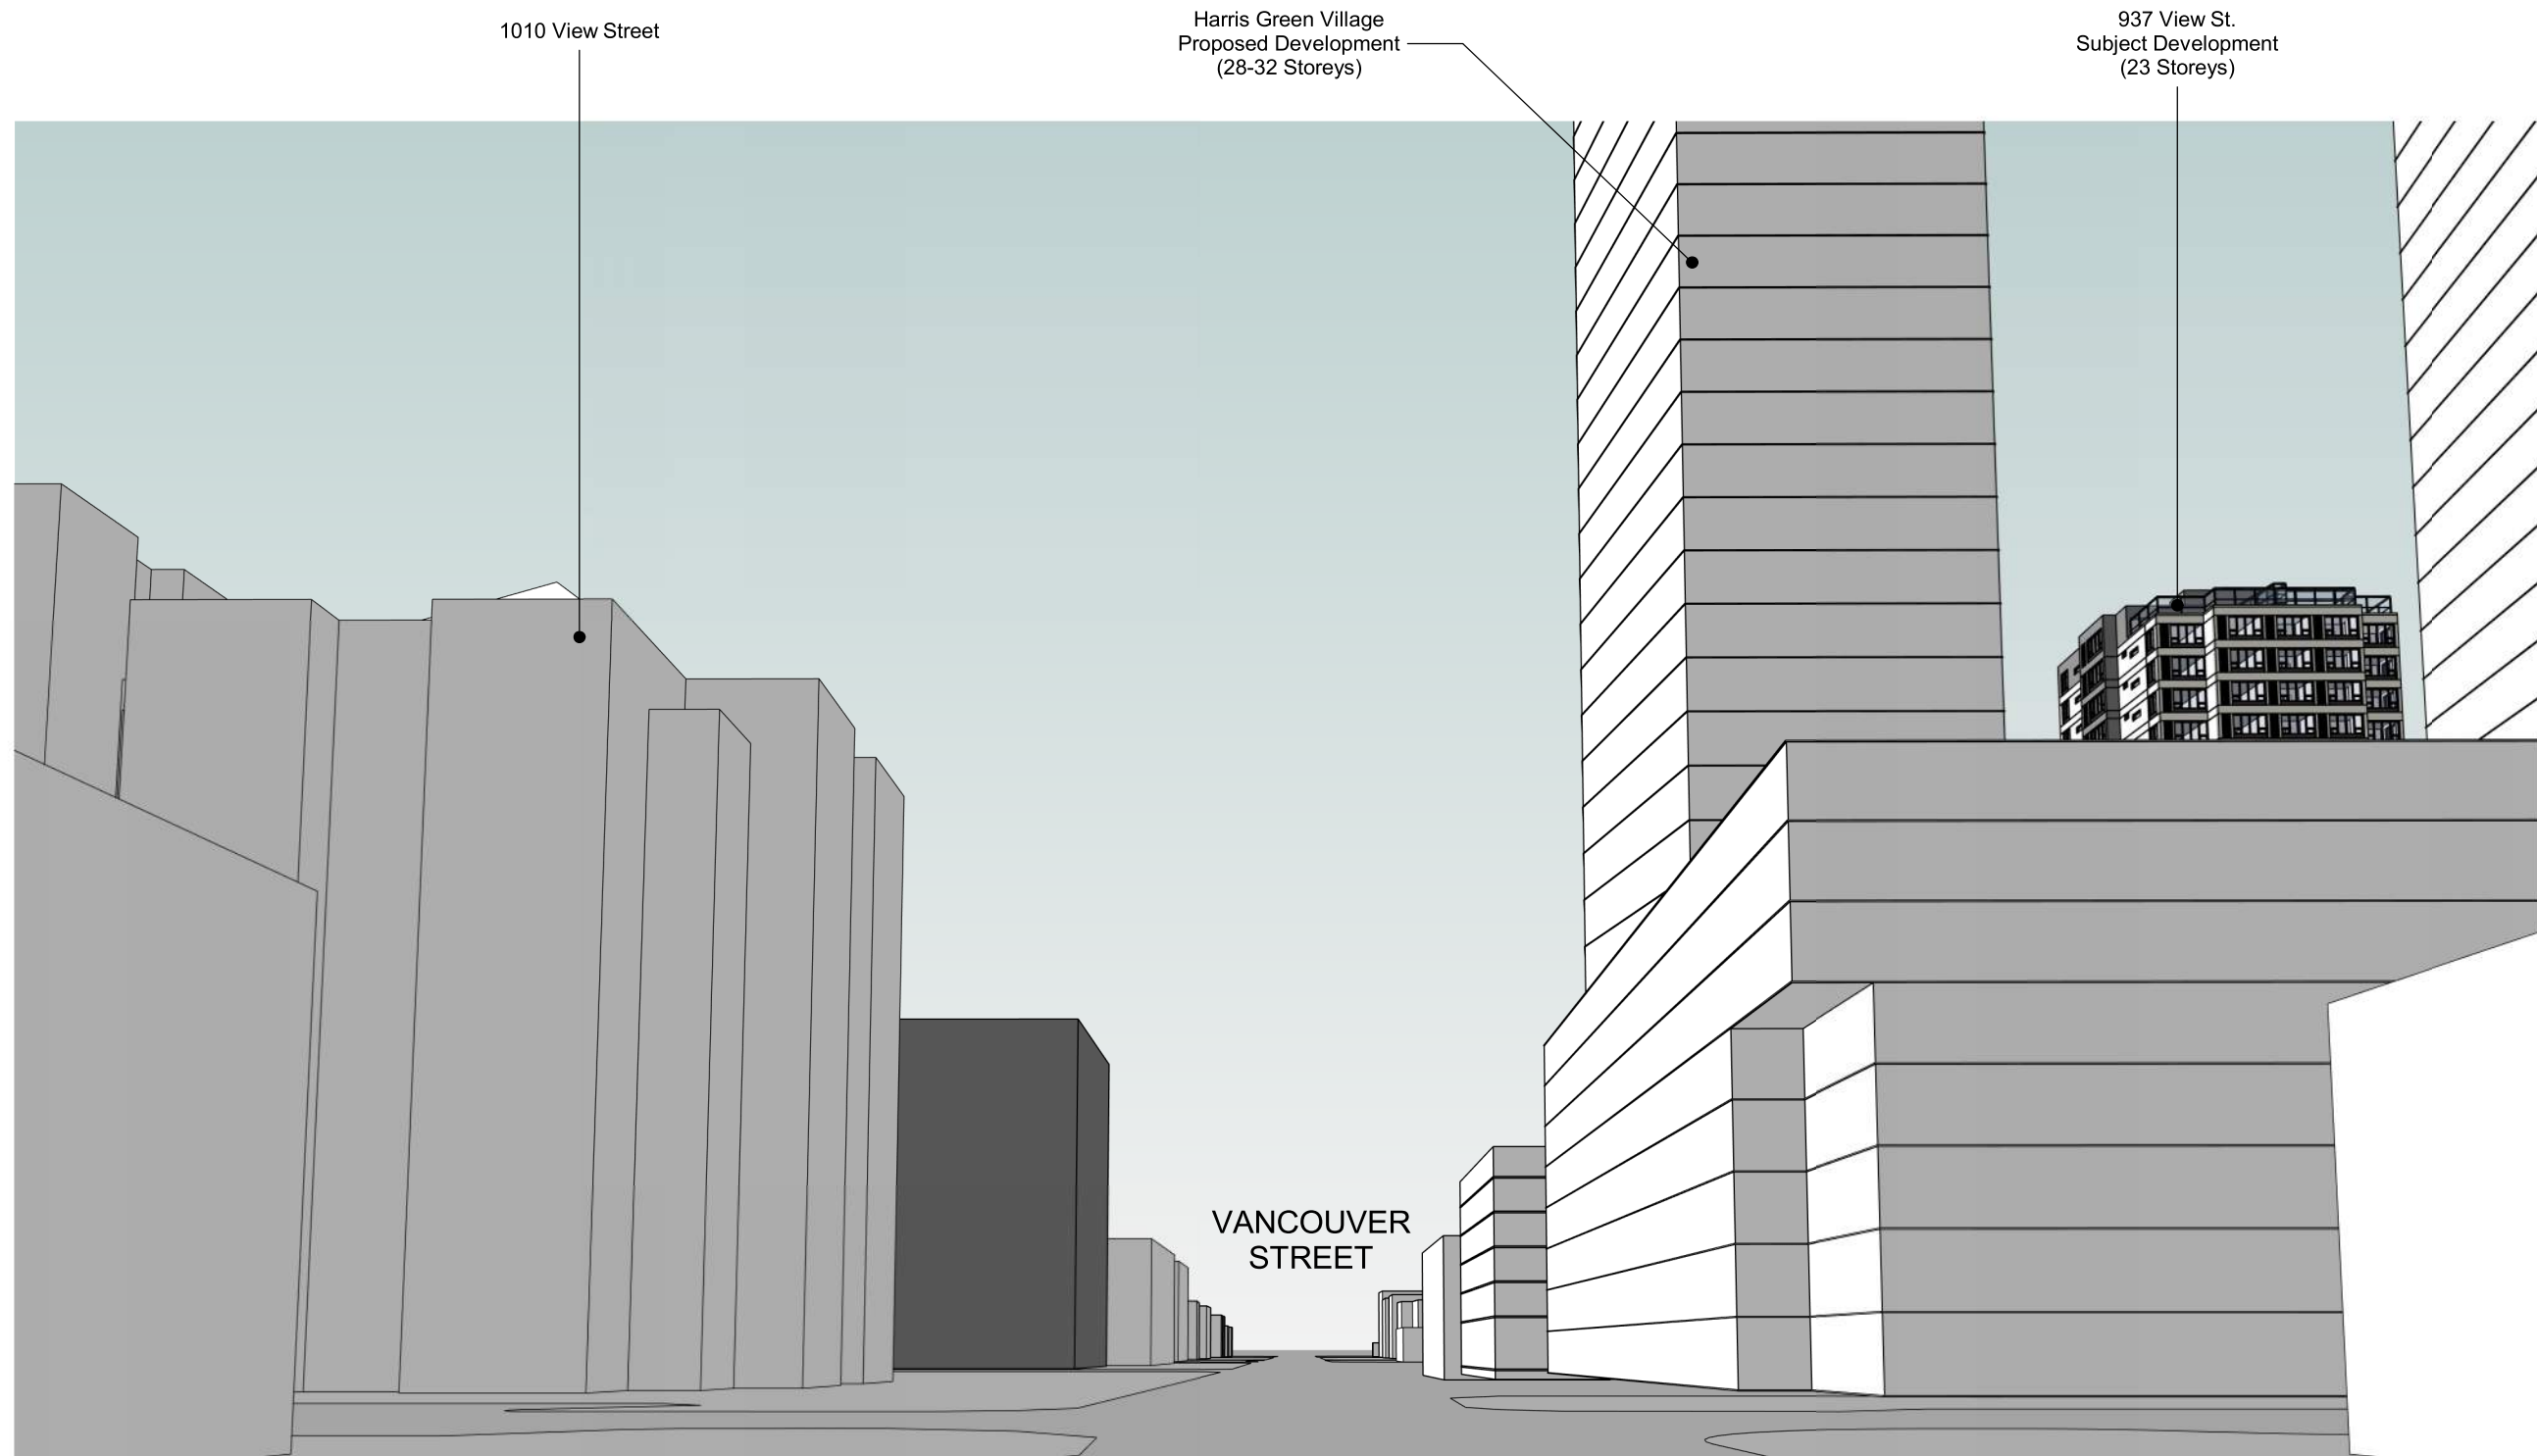 1010 View Street
Harris Green Village
Proposed Development
(28-32 Storeys)
937 View St.
Subject Development
(23 Storeys)
VANCOUVER
STREET